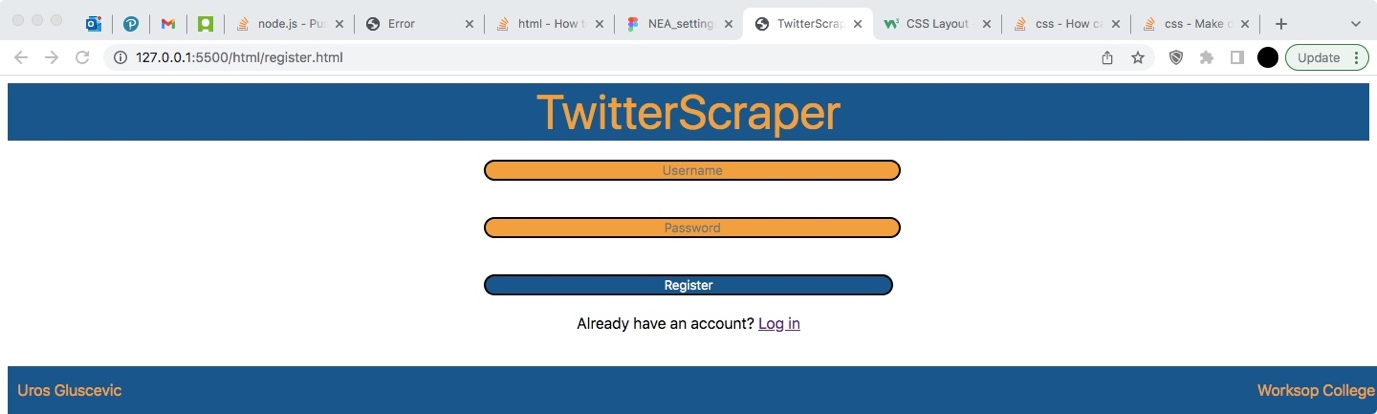 node.js - Pu
Error
html - How t
NEA_setting
TwitterScrap
CSS Layout -
css - How ca
css - Make
127.0.0.1:5500/html/register.html
Update
TwitterScraper
Username
Password
Register
Already have an account? Log in
Uros Gluscevic
Worksop College